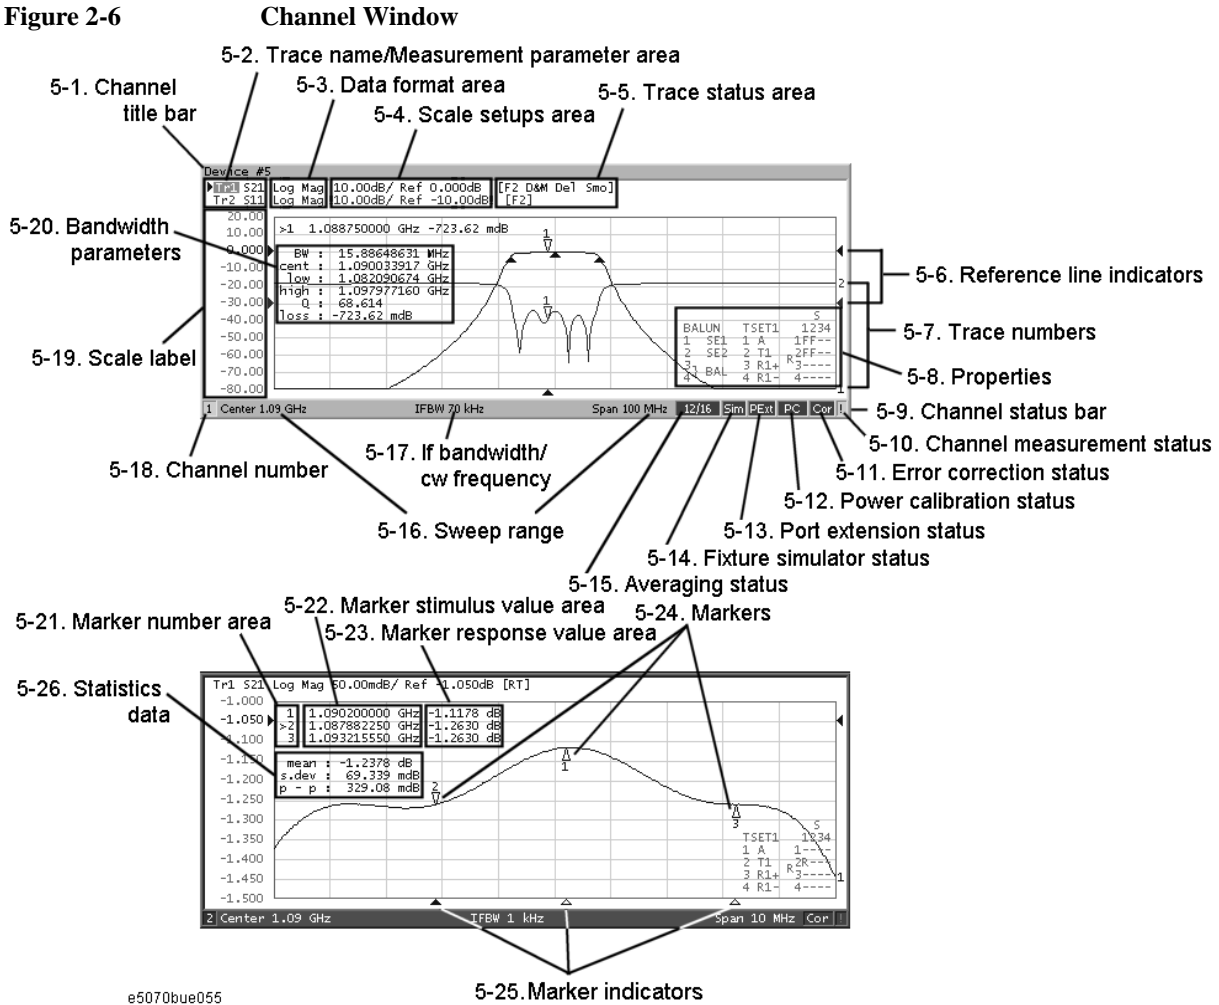 Figure 2-6 Channel Window
5-2. Trace name/Measurement parameter area
5-1. Channel
title bar
5-3. Data format area
5-5. Trace status area
5-4. Scale setups area
Device #5
Tr1 S21 Log Mag 10.00dB/ Ref 0.000dB [F2 D&M Del Smo]
Tr2 S11 Log Mag 10.00dB/ Ref -10.00dB [F2]
20.00
10.00
0.000
-10.00
-20.00
-30.00
-40.00
-50.00
-60.00
-70.00
-80.00
>1 1.088750000 GHz -723.62 mdB
1
BW : 15.88648631 MHz
cent : 1.090033917 GHz
low : 1.082090674 GHz
high : 1.097977160 GHz
Q : 68.614
loss : -723.62 mdB
1
2
1
S
BALUN TSET1 1234
1 SE1 1 A 1FF--
2 SE2 2 T1 R 2FF--
3 3 R1+ 3----
4 BAL 4 R1- 4----
5-20. Bandwidth
parameters
5-19. Scale label
5-6. Reference line indicators
5-7. Trace numbers
5-8. Properties
5-9. Channel status bar
1 Center 1.09 GHz IFBW 70 kHz Span 100 MHz 12/16 Sim PExt PC Cor !
5-10. Channel measurement status
5-18. Channel number
5-17. If bandwidth/
cw frequency
5-11. Error correction status
5-12. Power calibration status
5-16. Sweep range
5-13. Port extension status
5-14. Fixture simulator status
5-15. Averaging status
5-22. Marker stimulus value area
5-24. Markers
5-21. Marker number area
5-23. Marker response value area
5-26. Statistics
data
Tr1 S21 Log Mag 50.00mdB/ Ref -1.050dB [RT]
-1.000
-1.050
-1.100
-1.150
-1.200
-1.250
-1.300
-1.350
-1.400
-1.450
-1.500
1 1.090200000 GHz -1.1178 dB
>2 1.087882250 GHz -1.2630 dB
3 1.093215550 GHz -1.2630 dB
mean : -1.2378 dB
s.dev : 69.339 mdB
p - p : 329.08 mdB
2
1
3
S
TSET1 1234
1 A 1----
2 T1 R 2R---
3 R1+ 3----
4 R1- 4----
1
2 Center 1.09 GHz IFBW 1 kHz Span 10 MHz Cor !
5-25.Marker indicators
e5070bue055